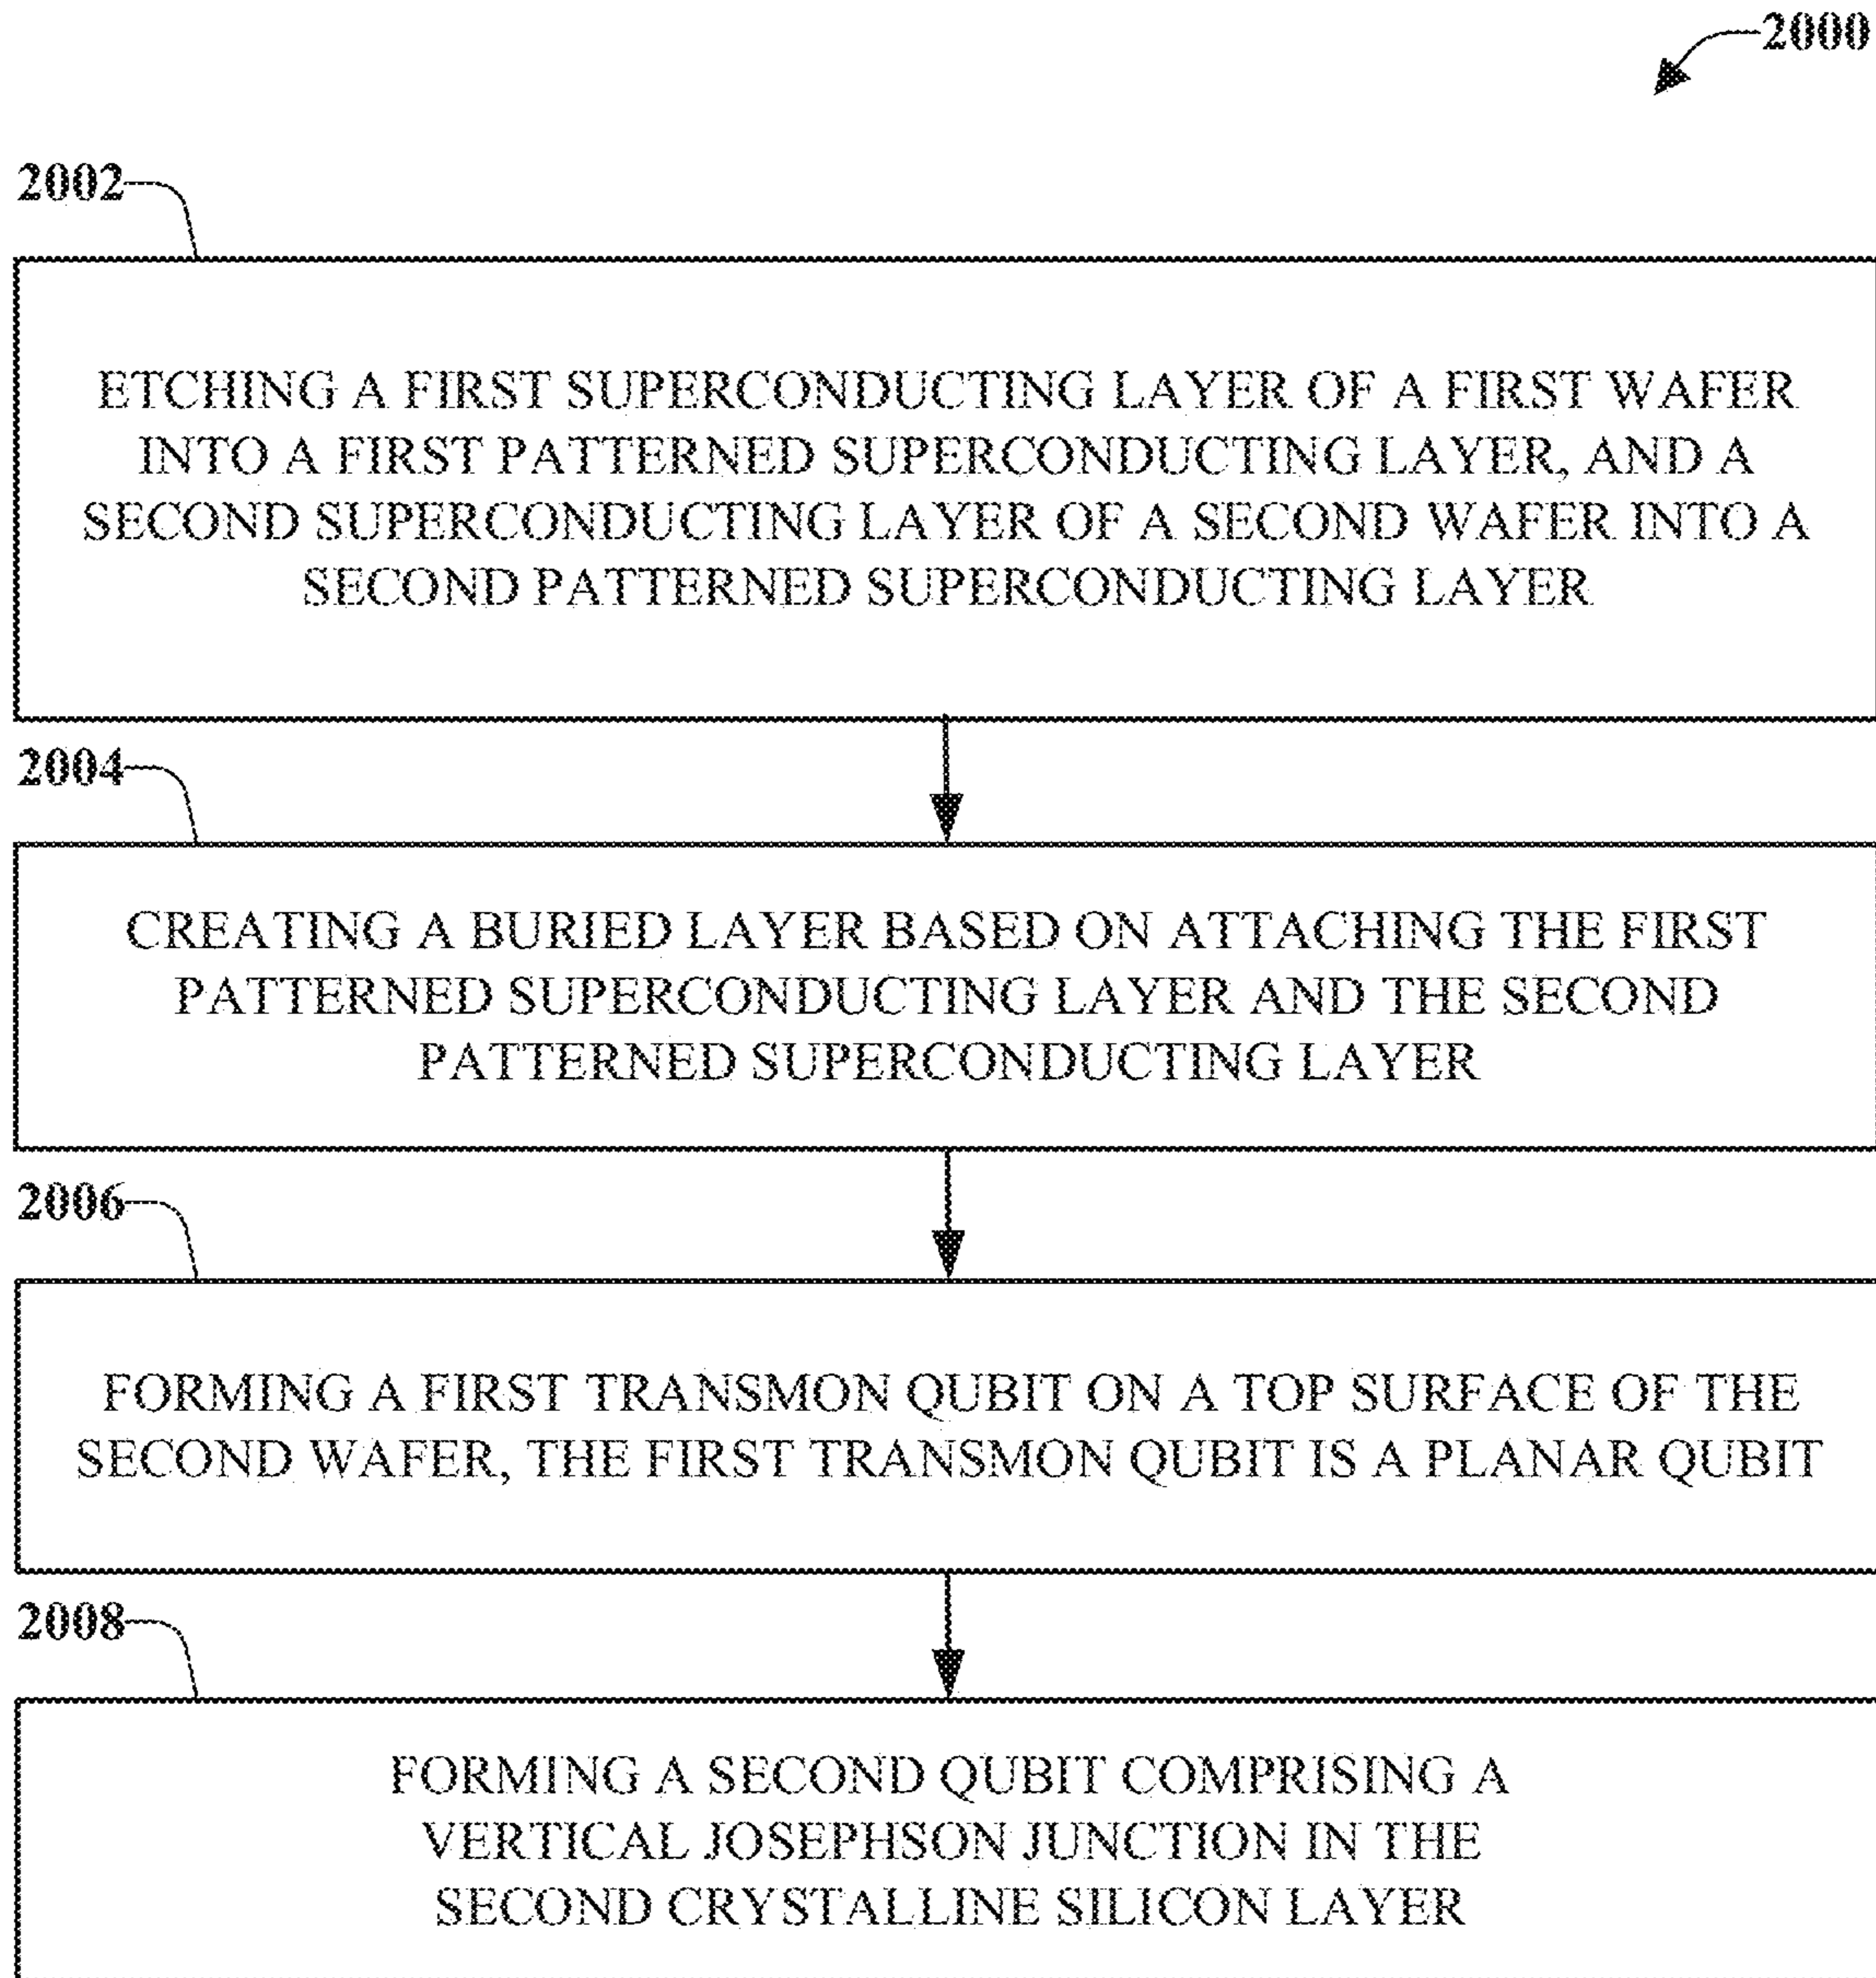 2000
2002
ETCHING A FIRST SUPERCONDUCTING LAYER OF A FIRST WAFER
INTO A FIRST PATTERNED SUPERCONDUCTING LAYER, AND A
SECOND SUPERCONDUCTING LAYER OF A SECOND WAFER INTO A
SECOND PATTERNED SUPERCONDUCTING LAYER
2004
CREATING A BURIED LAYER BASED ON ATTACHING THE FIRST
PATTERNED SUPERCONDUCTING LAYER AND THE SECOND
PATTERNED SUPERCONDUCTING LAYER
2006
FORMING A FIRST TRANSMON QUBIT ON A TOP SURFACE OF THE
SECOND WAFER, THE FIRST TRANSMON QUBIT IS A PLANAR QUBIT
2008
FORMING A SECOND QUBIT COMPRISING A
VERTICAL JOSEPHSON JUNCTION IN THE
SECOND CRYSTALLINE SILICON LAYER